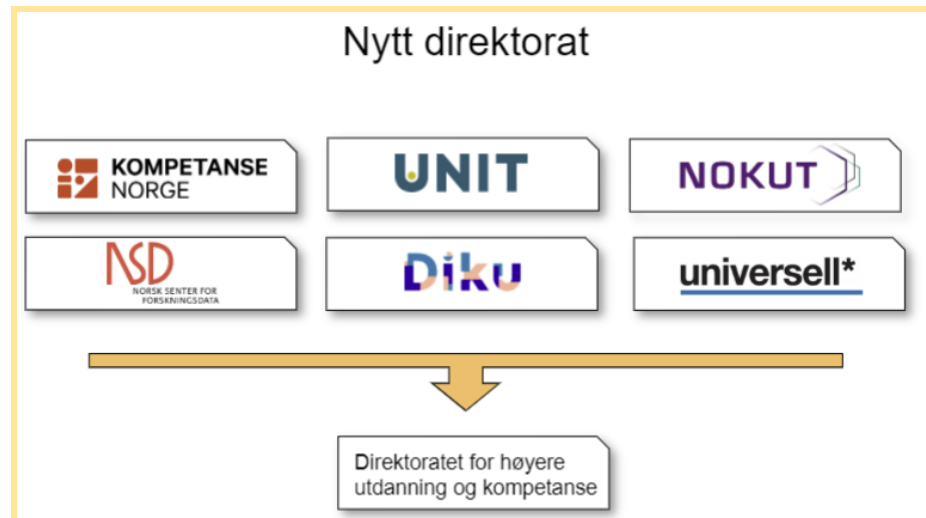 Nytt direktorat
KOMPETANSE
NORGE
UNIT
NOKUT
NSD
NORSK SENTER FOR
FORSKNINGSDATA
Diku
universell*
Direktoratet for høyere
utdanning og kompetanse